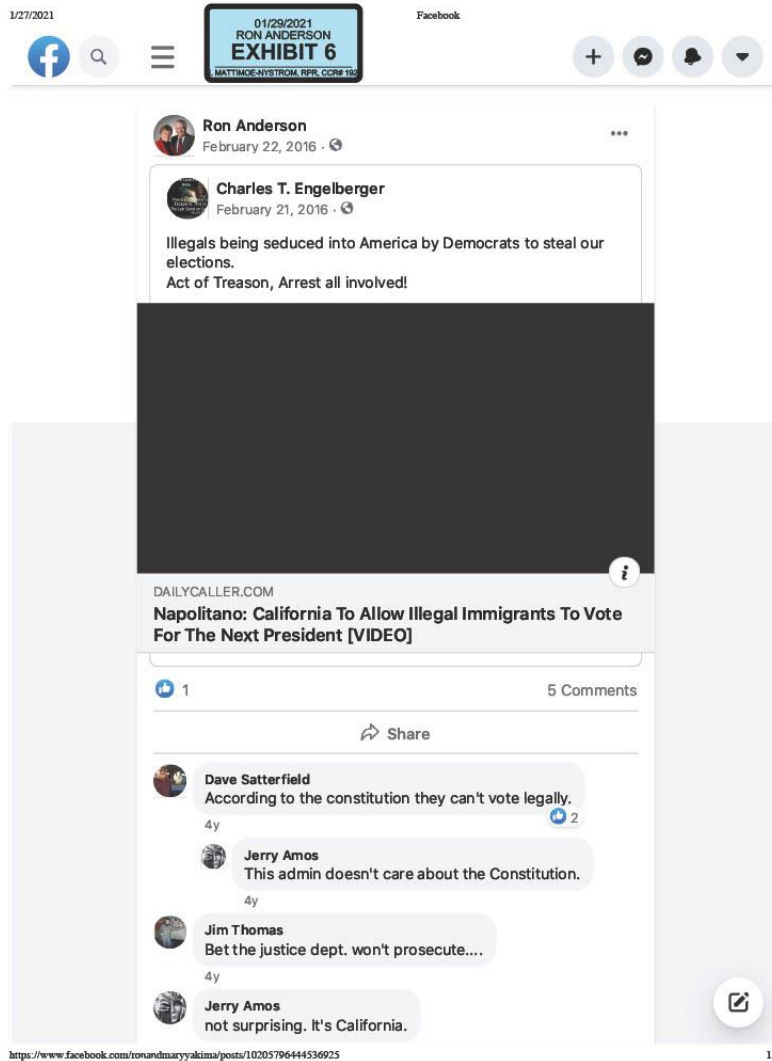 1/27/2021
Facebook
01/29/2021
RON ANDERSON
EXHIBIT 6
MATTIMOE-NYSTROM, RPR, CCR# 192
Ron Anderson
February 22, 2016 ·
Charles T. Engelberger
February 21, 2016 ·
Illegals being seduced into America by Democrats to steal our
elections.
Act of Treason, Arrest all involved!
DAILYCALLER.COM
Napolitano: California To Allow Illegal Immigrants To Vote
For The Next President [VIDEO]
1
5 Comments
Share
Dave Satterfield
According to the constitution they can't vote legally.
2
4y
Jerry Amos
This admin doesn't care about the Constitution.
4y
Jim Thomas
Bet the justice dept. won't prosecute....
4y
Jerry Amos
not surprising. It's California.
https://www.facebook.com/ronandmaryyakima/posts/10205796444536925
1